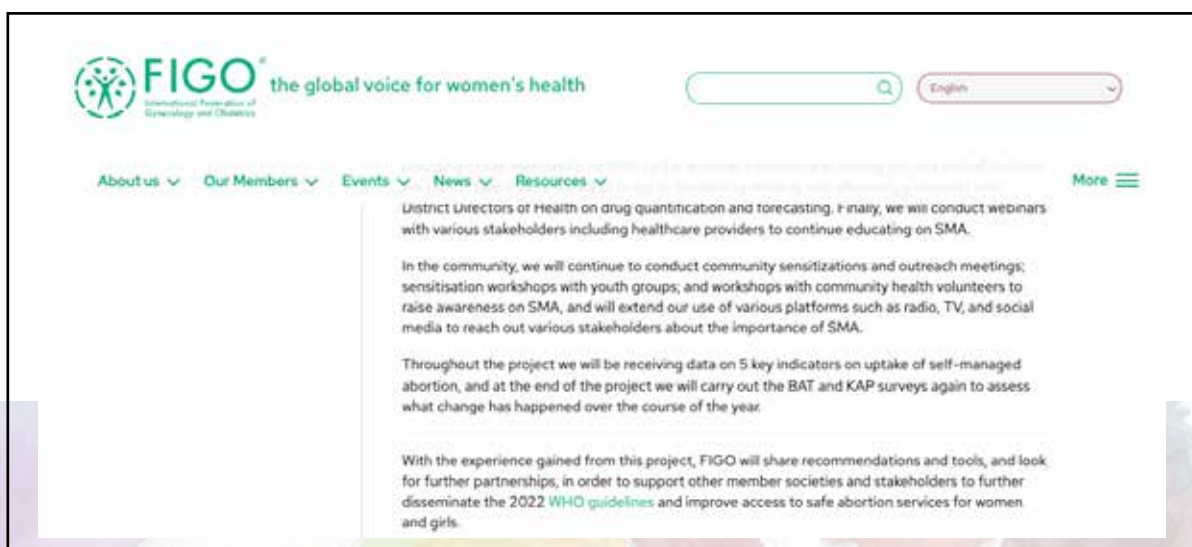 FIGO
International Federation of
Gynecology and Obstetrics
the global voice for women's health
English
About us
Our Members
Events
News
Resources
More
District Directors of Health on drug quantification and forecasting. Finally, we will conduct webinars
with various stakeholders including healthcare providers to continue educating on SMA.
In the community, we will continue to conduct community sensitizations and outreach meetings;
sensitisation workshops with youth groups; and workshops with community health volunteers to
raise awareness on SMA, and will extend our use of various platforms such as radio, TV, and social
media to reach out various stakeholders about the importance of SMA.
Throughout the project we will be receiving data on 5 key indicators on uptake of self-managed
abortion, and at the end of the project we will carry out the BAT and KAP surveys again to assess
what change has happened over the course of the year.
With the experience gained from this project, FIGO will share recommendations and tools, and look
for further partnerships, in order to support other member societies and stakeholders to further
disseminate the 2022 WHO guidelines and improve access to safe abortion services for women
and girls.